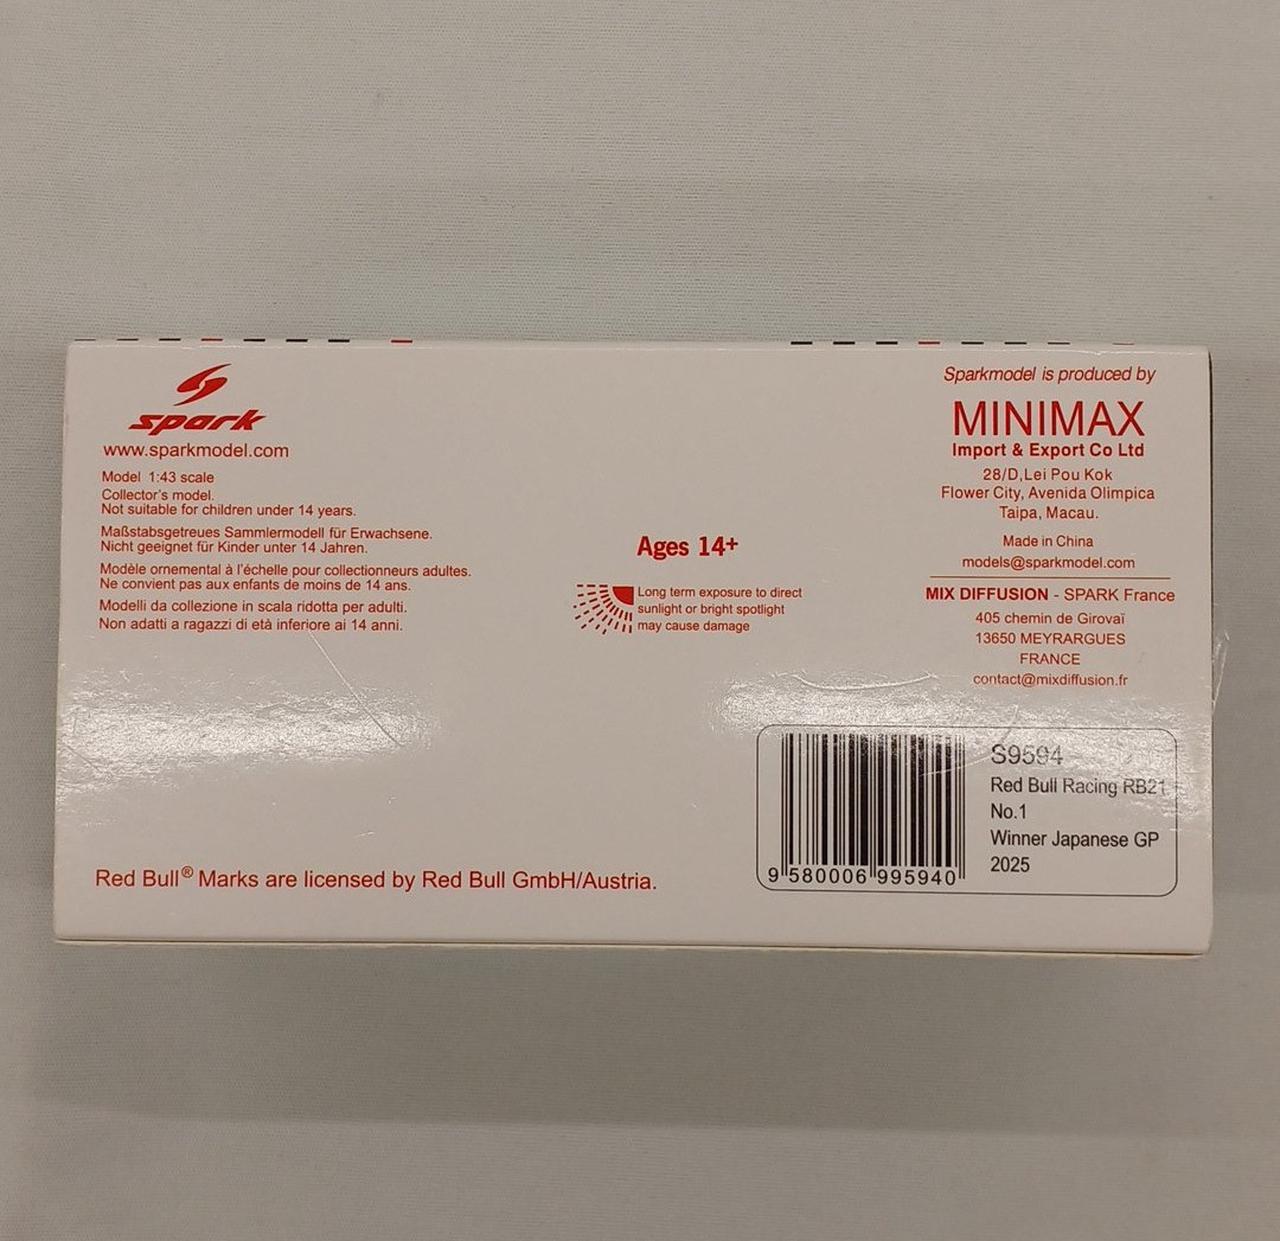 spark
www.sparkmodel.com
Model 1:43 scale
Collector's model.
Not suitable for children under 14 years.
Maßstabsgetreues Sammlermodell für Erwachsene.
Nicht geeignet für Kinder unter 14 Jahren.
Modèle ornemental à l'échelle pour collectionneurs adultes.
Ne convient pas aux enfants de moins de 14 ans.
Modelli da collezione in scala ridotta per adulti.
Non adatti a ragazzi di età inferiore ai 14 anni.
Ages 14+
Long term exposure to direct
sunlight or bright spotlight
may cause damage
Sparkmodel is produced by
MINIMAX
Import & Export Co Ltd
28/D,Lei Pou Kok
Flower City, Avenida Olimpica
Taipa, Macau.
Made in China
models@sparkmodel.com
MIX DIFFUSION - SPARK France
405 chemin de Girovaï
13650 MEYRARGUES
FRANCE
contact@mixdiffusion.fr
Red Bull® Marks are licensed by Red Bull GmbH/Austria.
9 580006 995940
S9594
Red Bull Racing RB21
No.1
Winner Japanese GP
2025